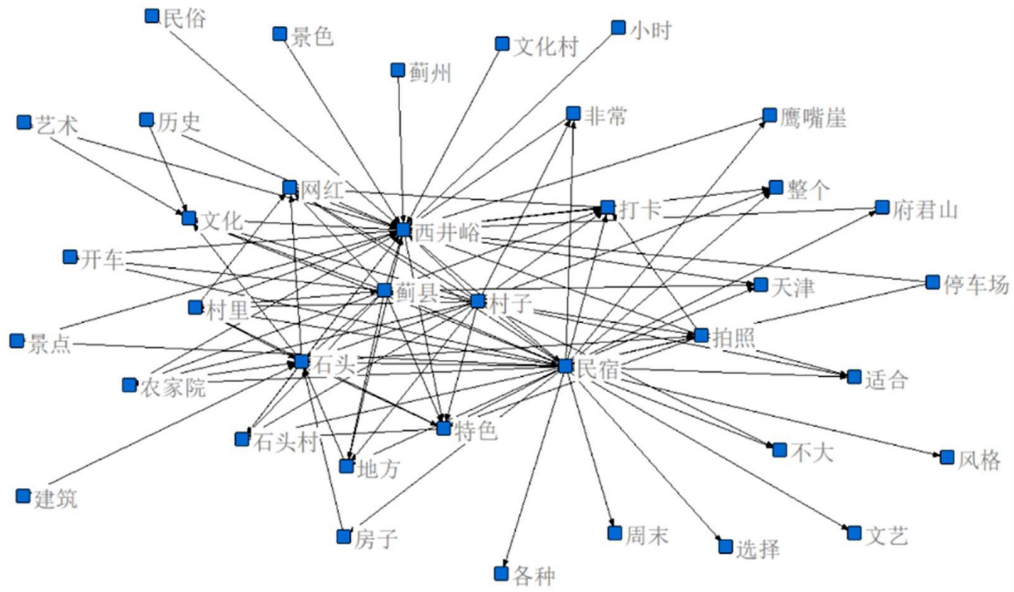 民俗
景色
文化村
小时
蓟州
艺术
历史
非常
鹰嘴崖
网红
文化
西井峪
打卡
整个
府君山
开车
蓟县
村子
天津
停车场
村里
景点
石头
民宿
拍照
农家院
适合
石头村
特色
地方
不大
风格
建筑
房子
周末
选择
文艺
各种